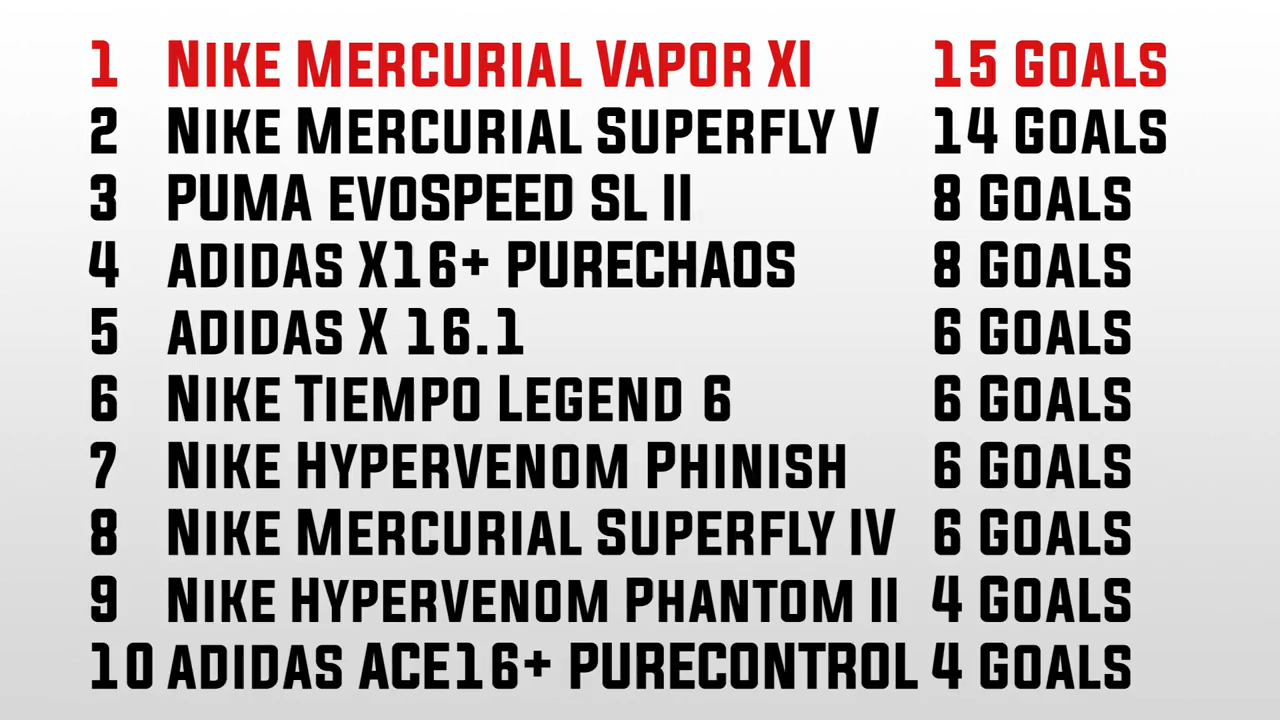 1 Nike Mercurial Vapor XI 15 Goals
2 Nike Mercurial Superfly V 14 Goals
3 PUMA evoSPEED SL II 8 Goals
4 adidas X16+ PURECHAOS 8 Goals
5 adidas X 16.1 6 Goals
6 Nike Tiempo Legend 6 6 Goals
7 Nike Hypervenom Phinish 6 Goals
8 Nike Mercurial Superfly IV 6 Goals
9 Nike Hypervenom Phantom II 4 Goals
10 adidas ACE16+ PURECONTROL 4 Goals